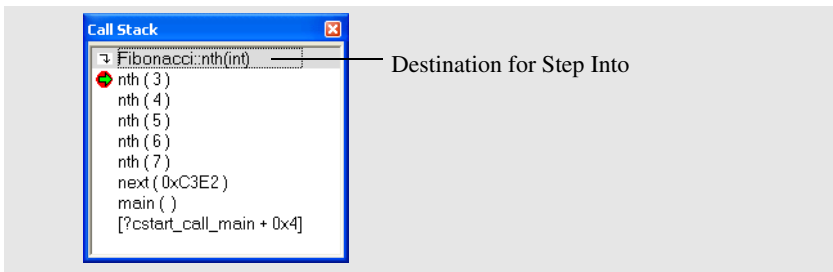 Call Stack
Fibonacci::nth(int)
Destination for Step Into
nth ( 3 )
nth ( 4 )
nth ( 5 )
nth ( 6 )
nth ( 7 )
next ( 0xC3E2 )
main ( )
[?cstart_call_main + 0x4]